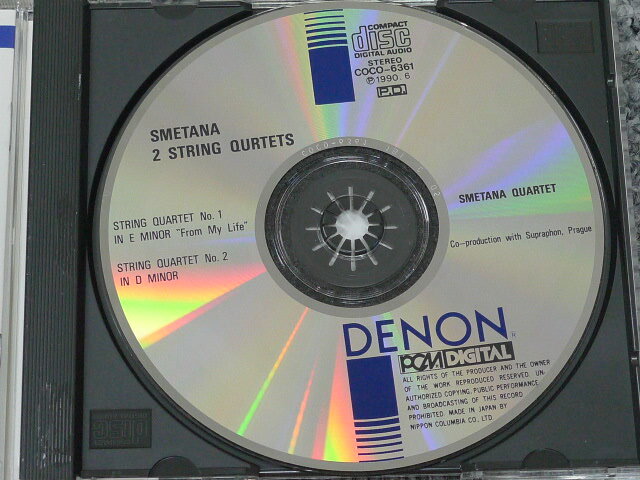 COMPACT
disc
DIGITAL AUDIO
STEREO
COCO-6361
Ⓟ1990. 6
P.D.
SMETANA
2 STRING QURTETS
SMETANA QUARTET
STRING QUARTET No. 1
IN E MINOR "From My Life"
Co-production with Supraphon, Prague
STRING QUARTET No. 2
IN D MINOR
DENON
PCM DIGITAL
ALL RIGHTS OF THE PRODUCER AND THE OWNER
OF THE WORK REPRODUCED RESERVED. UN-
AUTHORIZED COPYING, PUBLIC PERFORMANCE
AND BROADCASTING OF THIS RECORD
PROHIBITED. MADE IN JAPAN BY
NIPPON COLUMBIA CO., LTD.